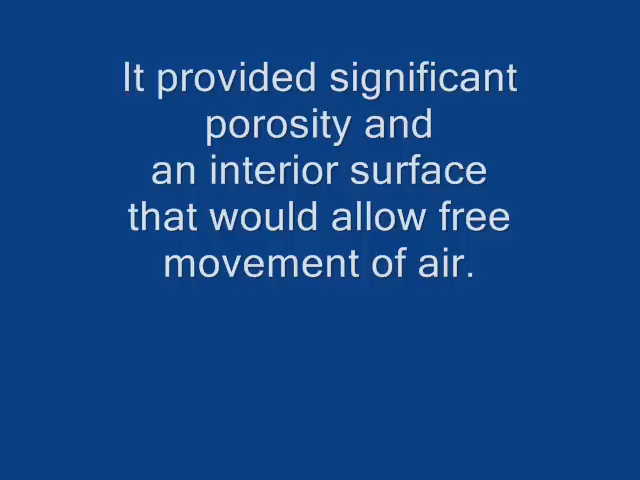 It provided significant
porosity and
an interior surface
that would allow free
movement of air.